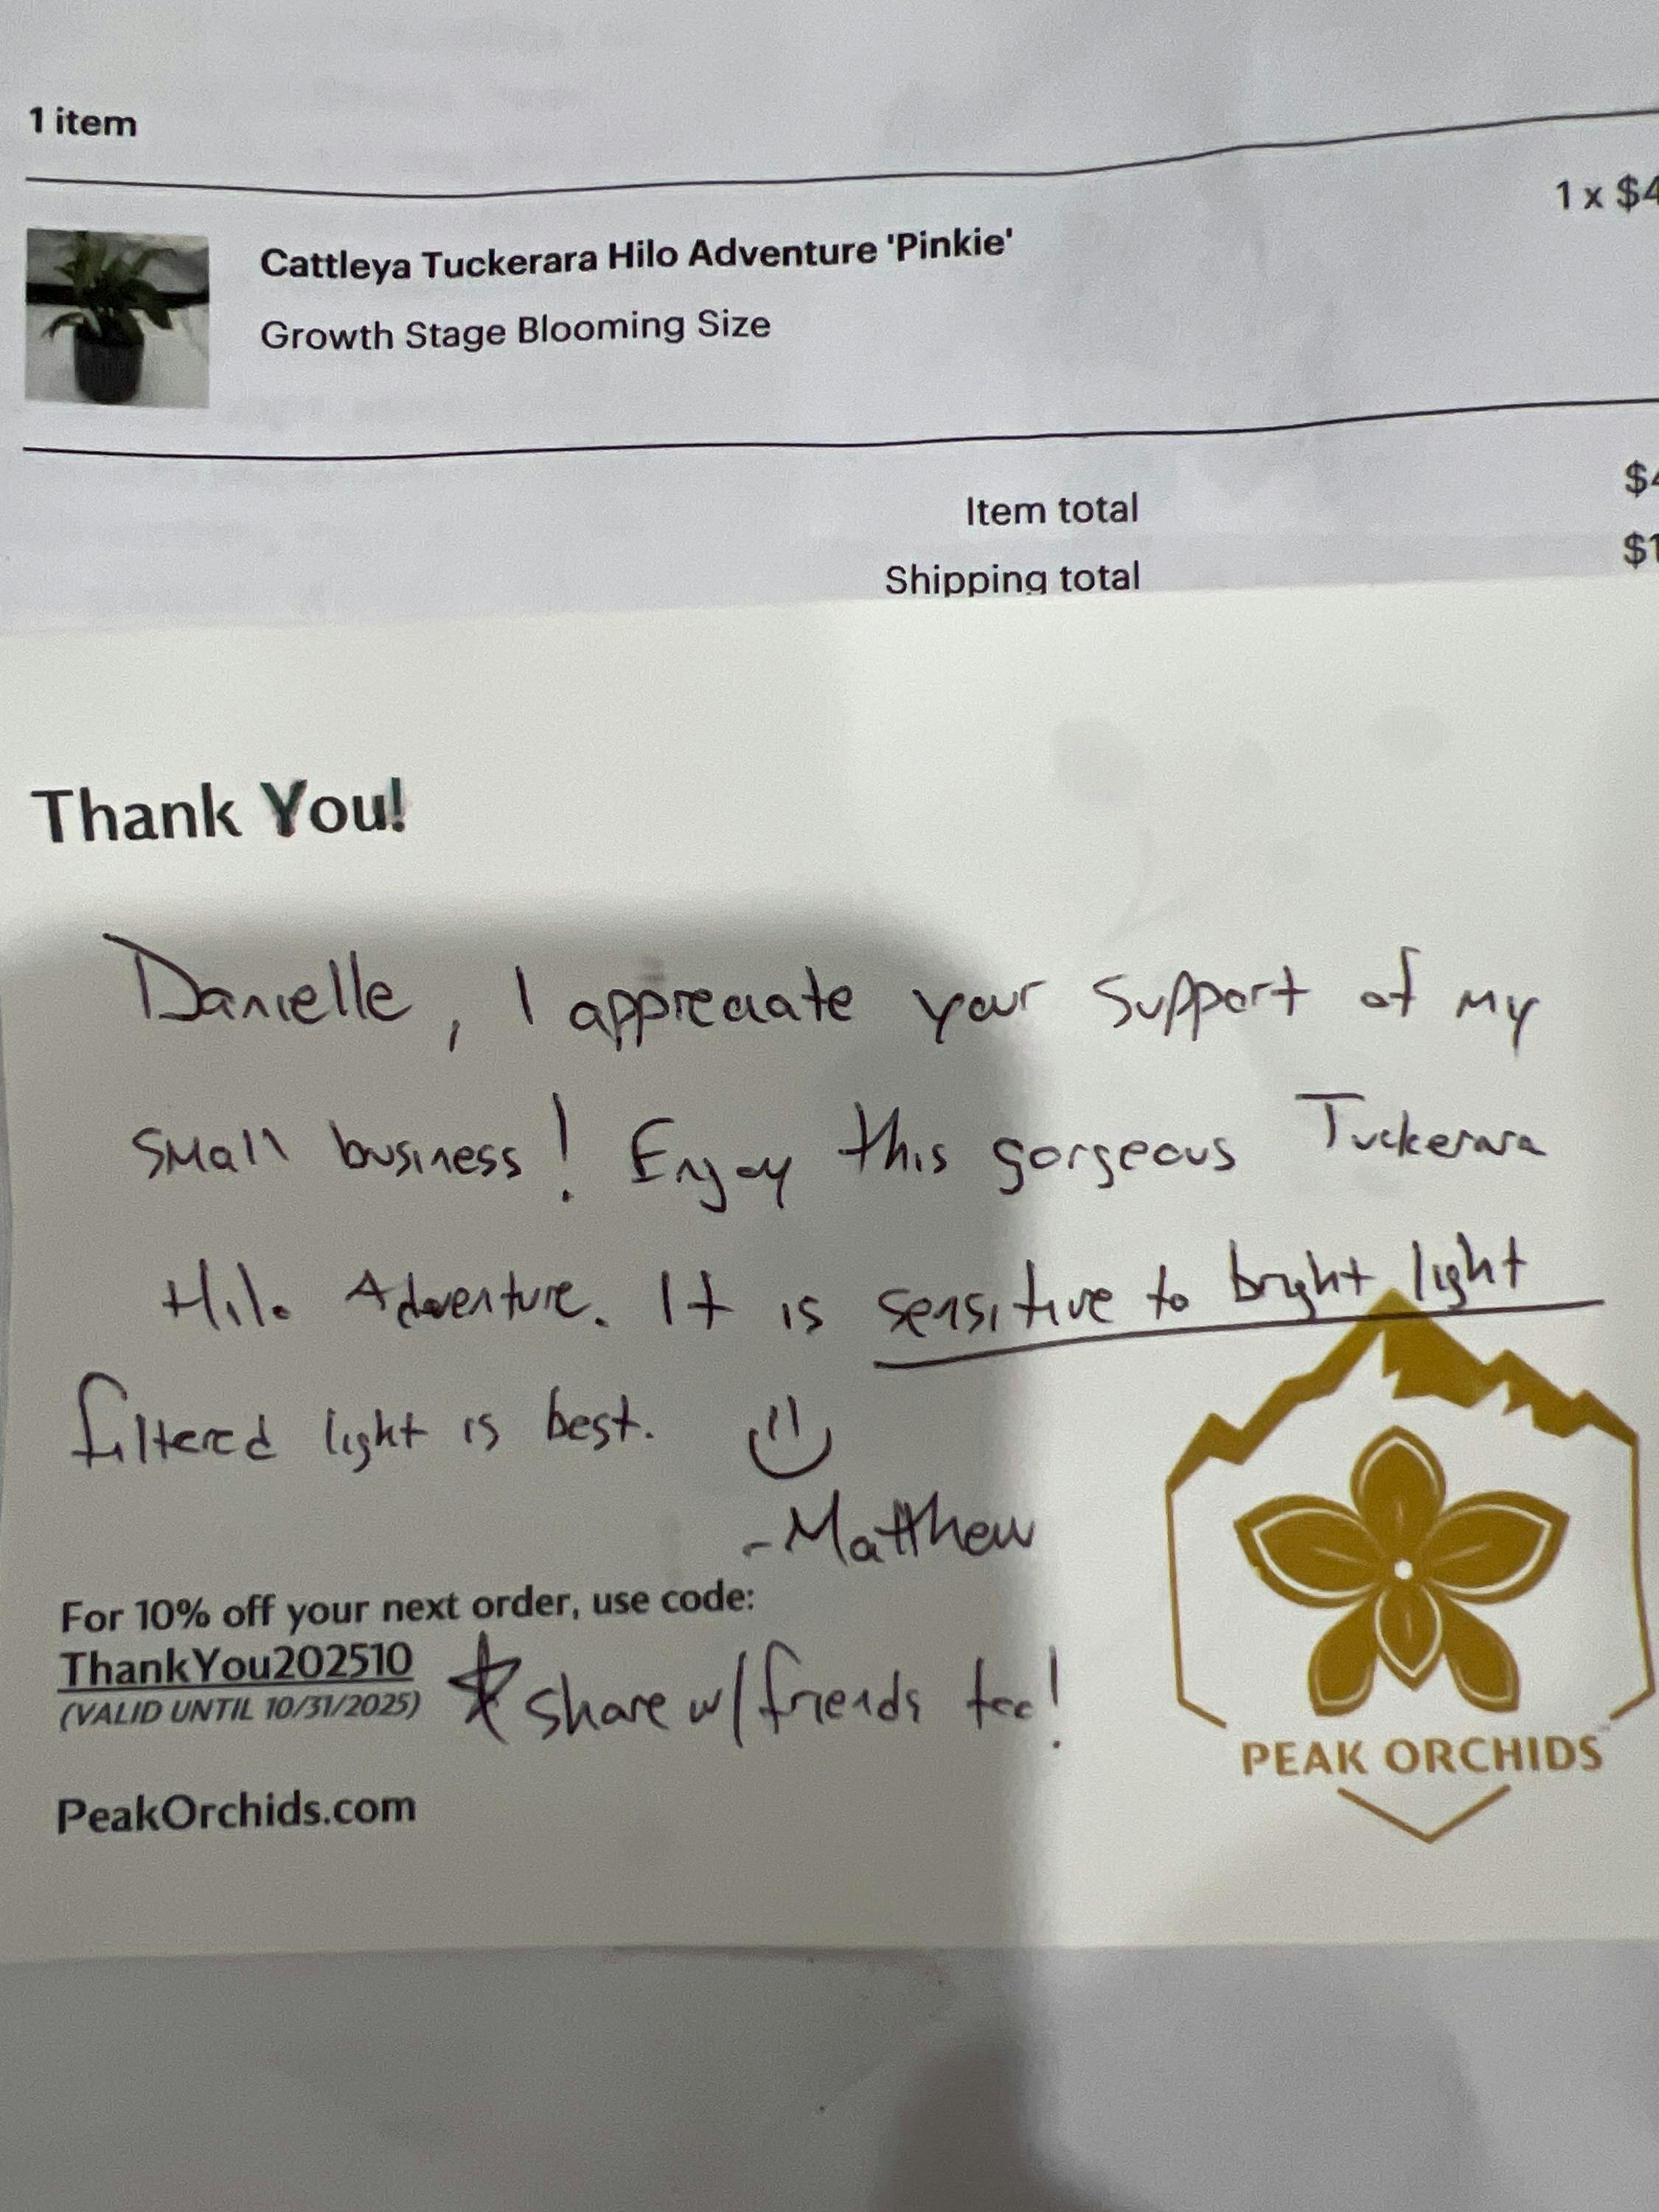 1 item
1 x $4
Cattleya Tuckerara Hilo Adventure 'Pinkie'
Growth Stage Blooming Size
Item total $4
Shipping total $1
Thank You!
Danielle, I appreciate your support of my
small business! Enjoy this gorgeous Tuckerara
Hilo Adventure. It is sensitive to bright light
filtered light is best.
-Matthew
For 10% off your next order, use code:
ThankYou202510
(VALID UNTIL 10/31/2025)
share w/ friends too!
PeakOrchids.com
PEAK ORCHIDS